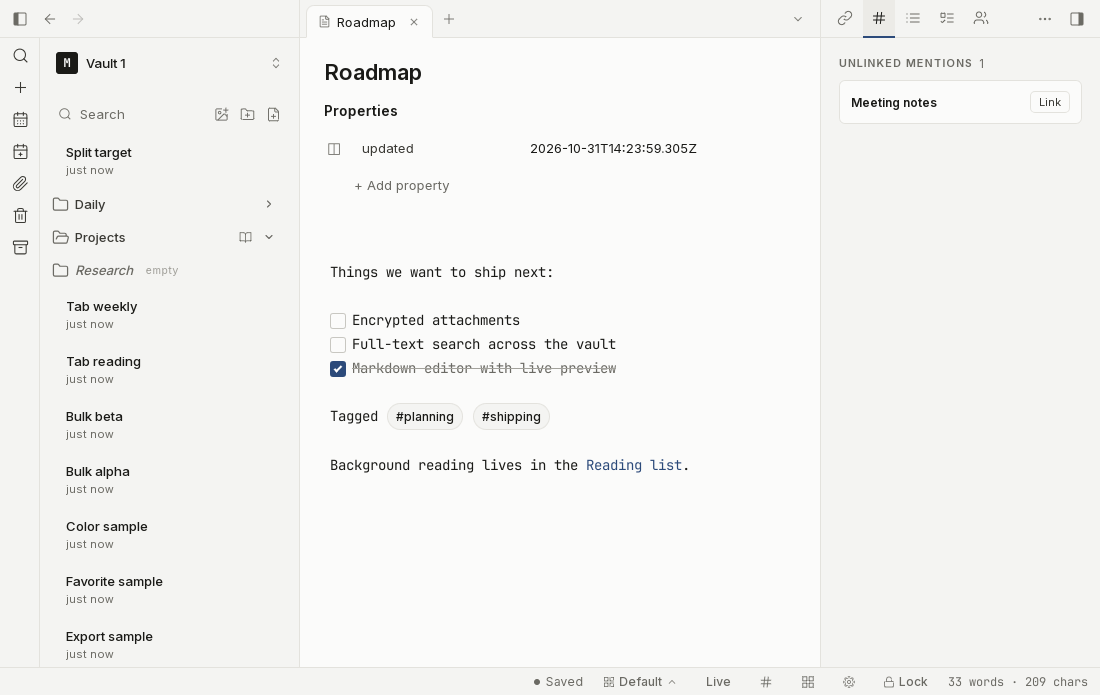 Roadmap
M Vault 1
Search
Split target
just now
Daily
Projects
Research empty
Tab weekly
just now
Tab reading
just now
Bulk beta
just now
Bulk alpha
just now
Color sample
just now
Favorite sample
just now
Export sample
just now
Roadmap
Properties
updated 2026-10-31T14:23:59.305Z
+ Add property
Things we want to ship next:
Encrypted attachments
Full-text search across the vault
Markdown editor with live preview
Tagged #planning #shipping
Background reading lives in the Reading list.
UNLINKED MENTIONS 1
Meeting notes Link
Saved Default Live Lock 33 words · 209 chars